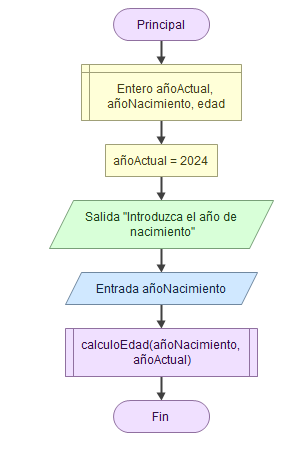 Principal
Entero añoActual,
añoNacimiento, edad
añoActual = 2024
Salida "Introduzca el año de
nacimiento"
Entrada añoNacimiento
calculoEdad(añoNacimiento,
añoActual)
Fin